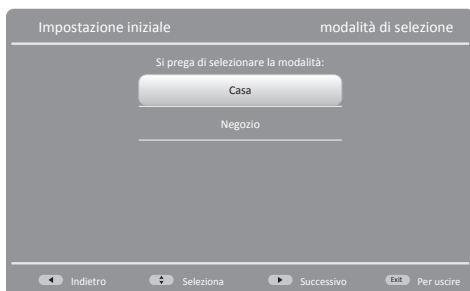 Impostazione iniziale modalità di selezione
Si prega di selezionare la modalità:
Casa
Negozio
Indietro Seleziona Successivo Exit Per uscire